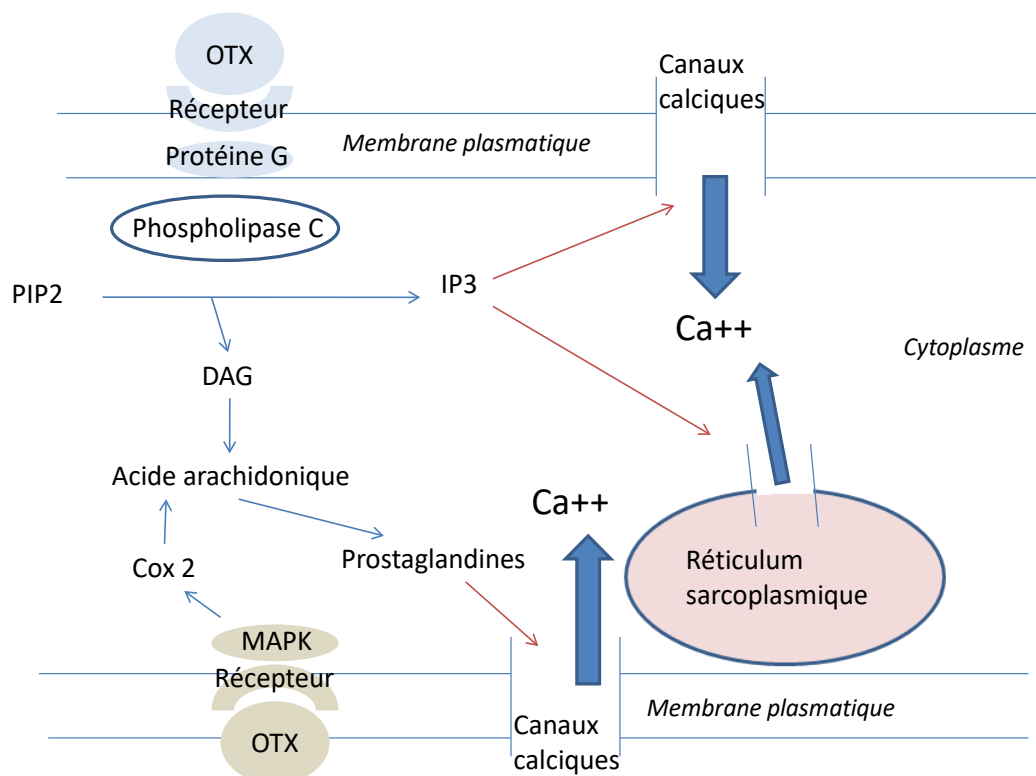 OTX
Récepteur
Protéine G
Membrane plasmatique
Canaux
calciques
Phospholipase C
PIP2
IP3
Ca++
Cytoplasme
DAG
Acide arachidonique
Ca++
Cox 2
Prostaglandines
Réticulum
sarcoplasmique
MAPK
Récepteur
OTX
Canaux
calciques
Membrane plasmatique